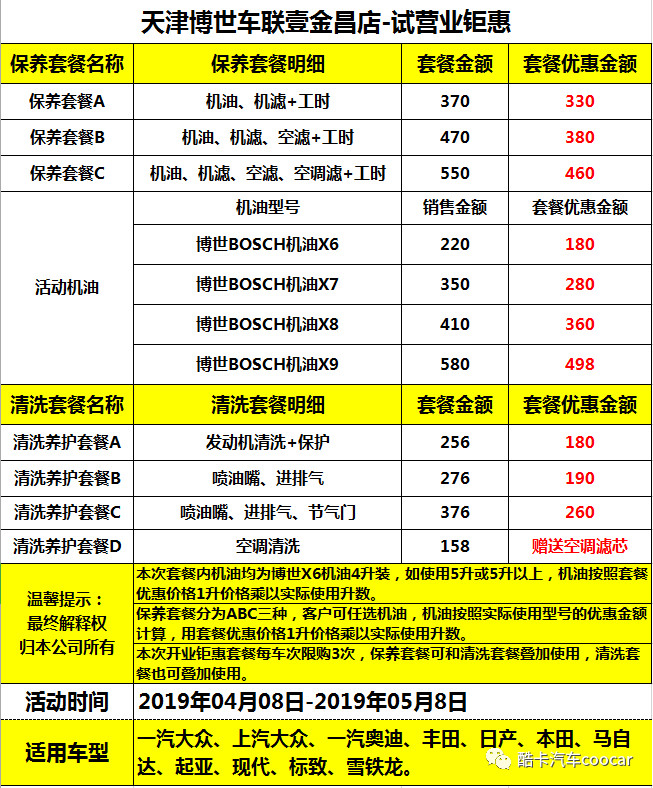 天津博世车联壹金昌店-试营业钜惠
保养套餐名称 保养套餐明细 套餐金额 套餐优惠金额
保养套餐A 机油、机滤+工时 370 330
保养套餐B 机油、机滤、空滤+工时 470 380
保养套餐C 机油、机滤、空滤、空调滤+工时 550 460
活动机油 机油型号 销售金额 套餐优惠金额
博世BOSCH机油X6 220 180
博世BOSCH机油X7 350 280
博世BOSCH机油X8 410 360
博世BOSCH机油X9 580 498
清洗套餐名称 清洗套餐明细 套餐金额 套餐优惠金额
清洗养护套餐A 发动机清洗+保护 256 180
清洗养护套餐B 喷油嘴、进排气 276 190
清洗养护套餐C 喷油嘴、进排气、节气门 376 260
清洗养护套餐D 空调清洗 158 赠送空调滤芯
温馨提示：
最终解释权
归本公司所有
本次套餐内机油均为博世X6机油4升装，如使用5升或5升以上，机油按照套餐
优惠价格1升价格乘以实际使用升数。
保养套餐分为ABC三种，客户可任选机油，机油按照实际使用型号的优惠金额
计算，用套餐优惠价格1升价格乘以实际使用升数。
本次开业钜惠套餐每车次限购3次，保养套餐可和清洗套餐叠加使用，清洗套
餐也可叠加使用。
活动时间 2019年04月08日-2019年05月8日
适用车型 一汽大众、上汽大众、一汽奥迪、丰田、日产、本田、马自
达、起亚、现代、标致、雪铁龙。
酷卡汽车coocar